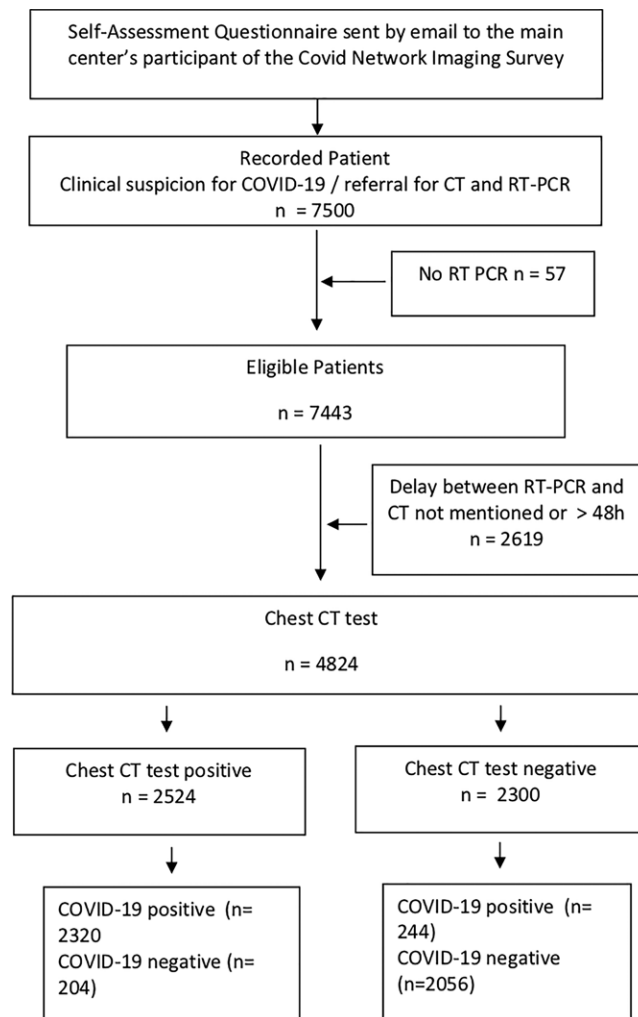 Self-Assessment Questionnaire sent by email to the main
center's participant of the Covid Network Imaging Survey
Recorded Patient
Clinical suspicion for COVID-19 / referral for CT and RT-PCR
n = 7500
No RT PCR n = 57
Eligible Patients
n = 7443
Delay between RT-PCR and
CT not mentioned or > 48h
n = 2619
Chest CT test
n = 4824
Chest CT test positive
n = 2524
Chest CT test negative
n = 2300
COVID-19 positive (n=
2320
COVID-19 negative (n=
204)
COVID-19 positive (n=
244)
COVID-19 negative
(n=2056)